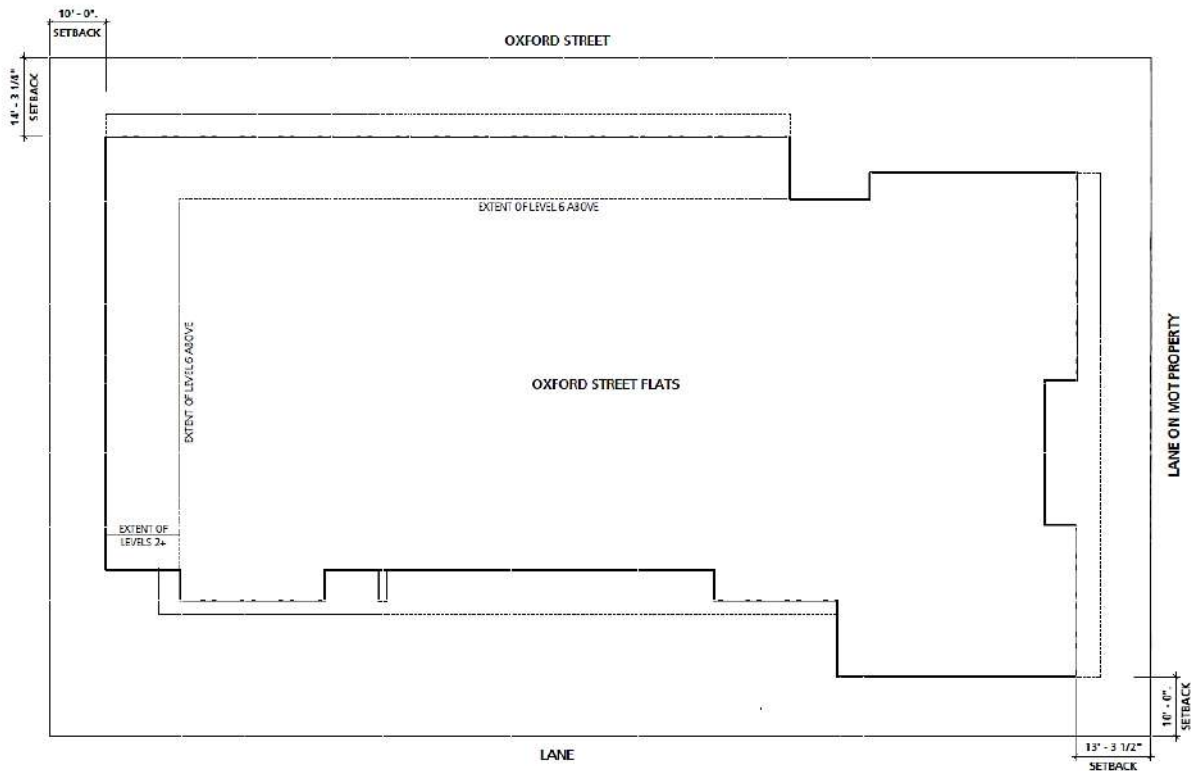 10' - 0".
SETBACK
OXFORD STREET
14' - 3 1/4"
SETBACK
EXTENT OF LEVEL 6 ABOVE
EXTENT OF LEVEL 6 ABOVE
OXFORD STREET FLATS
LANE ON MOT PROPERTY
EXTENT OF
LEVELS 2+
10' - 0".
SETBACK
LANE
13' - 3 1/2"
SETBACK